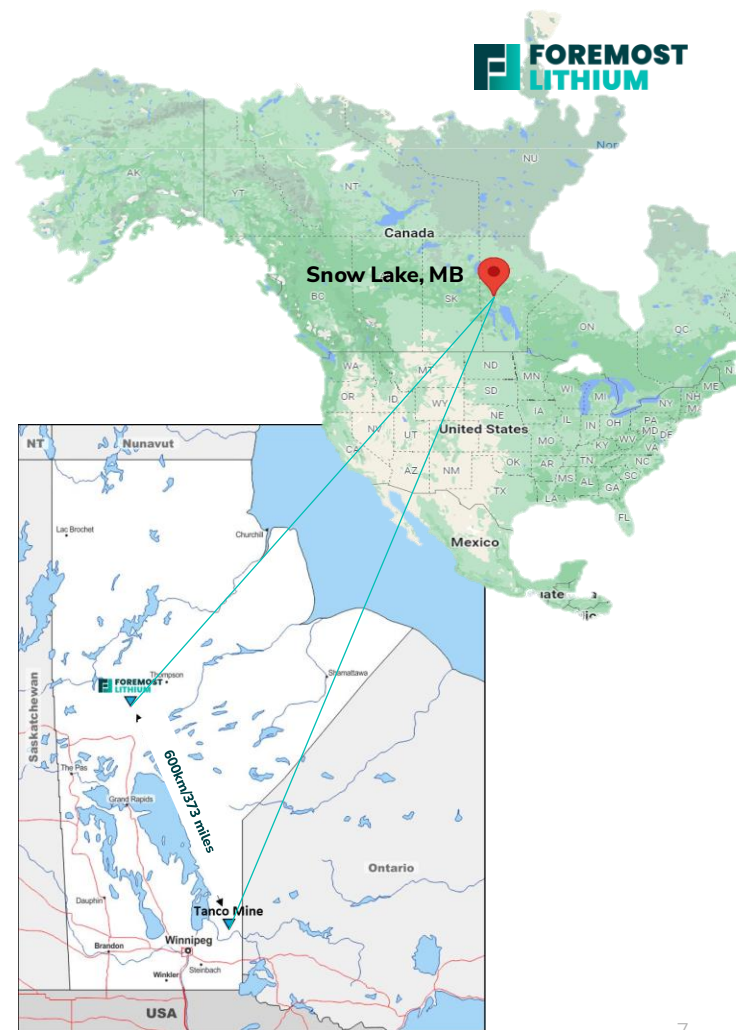 FOREMOST
LITHIUM
Nor
NU
AK
YT
NT
Canada
Snow Lake, MB
BC
SK
ON
QC
WA
MT
ND
MN
OR
ID
WY
SD
WI
MI
NY
NH
ME
N
MA
NE
IA
NV
UT
United States
IL
IN
OH
PA
MD
DE
CA
MO
KY
WV
VA
AZ
NM
OK
AR
TN
NC
MS
AL
GA
SC
TX
LA
FL
Mexico
uate
a
jic
NT
Nunavut
Lac Brochet
Churchill
FOREMOST
LITHIUM
Thompson
Shamattawa
Saskatchewan
The Pas
600km/373 miles
Grand Rapids
Ontario
Dauphin
Tanco Mine
Winnipeg
Brandon
Steinbach
Winkler
USA
7